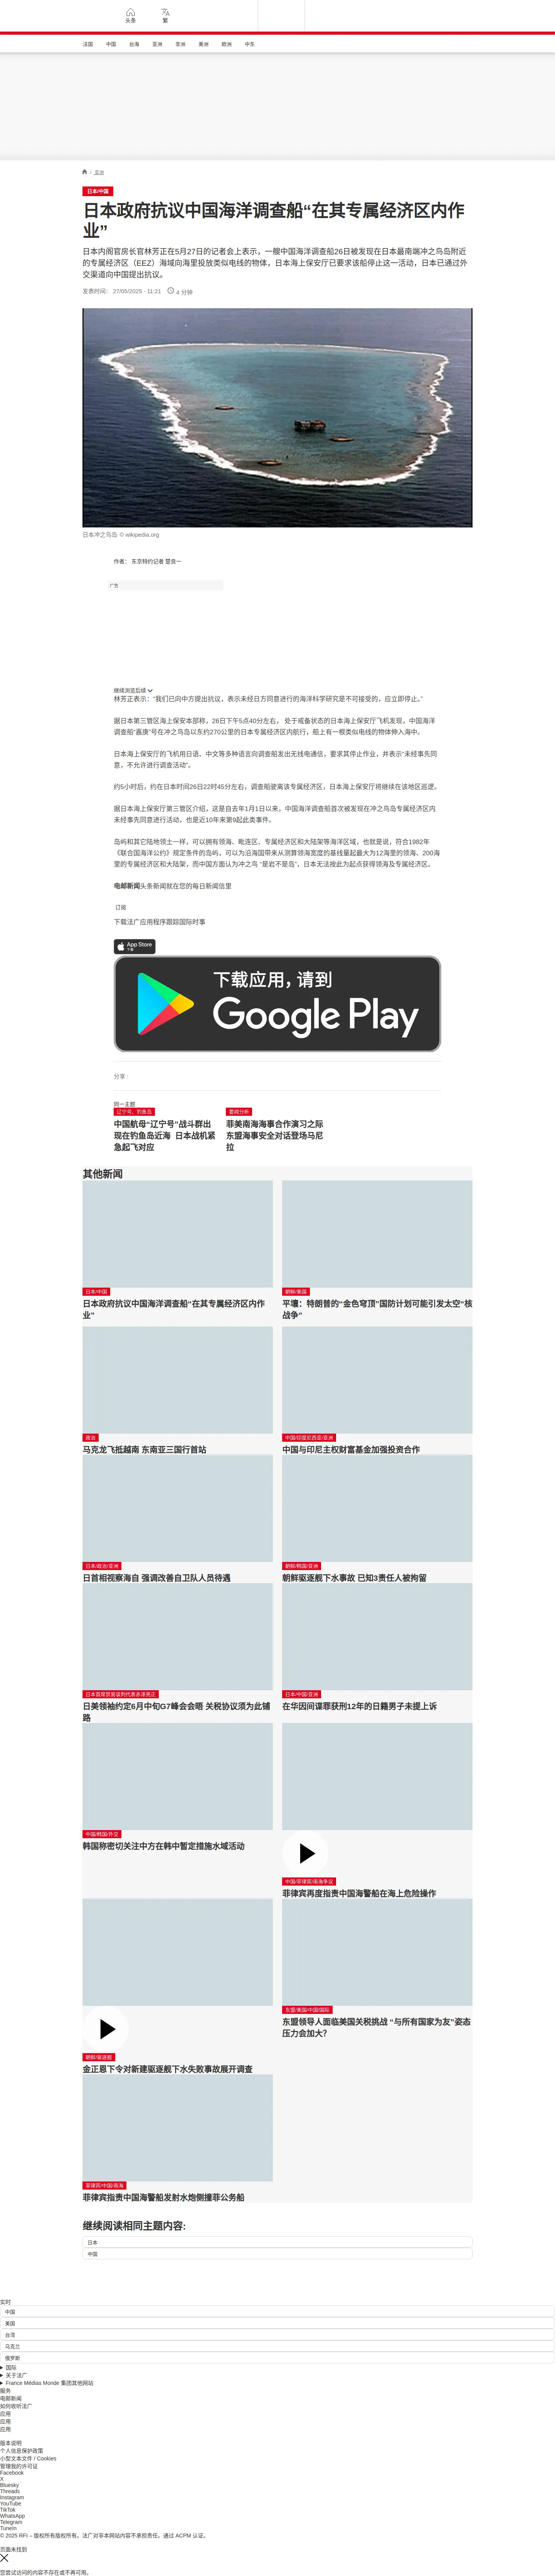 头条
繁
法国
中国
台海
亚洲
非洲
美洲
欧洲
中东
亚洲
日本/中国
日本政府抗议中国海洋调查船“在其专属经济区内作
业”
日本内阁官房长官林芳正在5月27日的记者会上表示，一艘中国海洋调查船26日被发现在日本最南端冲之鸟岛附近
的专属经济区（EEZ）海域向海里投放类似电线的物体，日本海上保安厅已要求该船停止这一活动，日本已通过外
交渠道向中国提出抗议。
发表时间： 27/05/2025 - 11:21 4 分钟
日本冲之鸟岛 © wikipedia.org
作者： 东京特约记者 楚良一
广告
继续浏览后续
林芳正表示：“我们已向中方提出抗议，表示未经日方同意进行的海洋科学研究是不可接受的，应立即停止。”
据日本第三管区海上保安本部称，26日下午5点40分左右， 处于戒备状态的日本海上保安厅飞机发现，中国海洋
调查船“嘉庚”号在冲之鸟岛以东约270公里的日本专属经济区内航行，船上有一根类似电线的物体伸入海中。
日本海上保安厅的飞机用日语、中文等多种语言向调查船发出无线电通信，要求其停止作业，并表示“未经事先同
意，不允许进行调查活动”。
约5小时后，约在日本时间26日22时45分左右，调查船驶离该专属经济区，日本海上保安厅将继续在该地区巡逻。
据日本海上保安厅第三管区介绍，这是自去年1月1日以来，中国海洋调查船首次被发现在冲之鸟岛专属经济区内
未经事先同意进行活动，也是近10年来第9起此类事件。
岛屿和其它陆地领土一样，可以拥有领海、毗连区、专属经济区和大陆架等海洋区域，也就是说，符合1982年
《联合国海洋公约》规定条件的岛屿，可以为沿海国带来从测算领海宽度的基线量起最大为12海里的领海、200海
里的专属经济区和大陆架，而中国方面认为冲之鸟 “是岩不是岛”，日本无法按此为起点获得领海及专属经济区。
电邮新闻头条新闻就在您的每日新闻信里
订阅
下载法广应用程序跟踪国际时事
App Store
下载
下载应用，请到
Google Play
分享 :
同一主题
辽宁号、钓鱼岛
中国航母“辽宁号”战斗群出
现在钓鱼岛近海 日本战机紧
急起飞对应
要闻分析
菲美南海海事合作演习之际
东盟海事安全对话登场马尼
拉
其他新闻
日本/中国
日本政府抗议中国海洋调查船“在其专属经济区内作
业”
朝鲜/美国
平壤：特朗普的“金色穹顶”国防计划可能引发太空“核
战争”
政治
马克龙飞抵越南 东南亚三国行首站
中国/印度尼西亚/亚洲
中国与印尼主权财富基金加强投资合作
日本/政治/亚洲
日首相视察海自 强调改善自卫队人员待遇
朝鲜/韩国/亚洲
朝鲜驱逐舰下水事故 已知3责任人被拘留
日本首席贸易谈判代表赤泽亮正
日美领袖约定6月中旬G7峰会会晤 关税协议须为此铺
路
日本/中国/亚洲
在华因间谍罪获刑12年的日籍男子未提上诉
中国/韩国/外交
韩国称密切关注中方在韩中暂定措施水域活动
中国/菲律宾/南海争议
菲律宾再度指责中国海警船在海上危险操作
朝鲜/驱逐舰
金正恩下令对新建驱逐舰下水失败事故展开调查
东盟/美国/中国/国际
东盟领导人面临美国关税挑战 “与所有国家为友”姿态
压力会加大?
菲律宾/中国/南海
菲律宾指责中国海警船发射水炮侧撞菲公务船
继续阅读相同主题内容:
日本
中国
实时
中国
美国
台湾
乌克兰
俄罗斯
国际
关于法广
France Médias Monde 集团其他网站
服务
电邮新闻
如何收听法广
应用
应用
应用
版本说明
个人信息保护政策
小型文本文件 / Cookies
管理我的许可证
Facebook
X
Bluesky
Threads
Instagram
YouTube
TikTok
WhatsApp
Telegram
TuneIn
© 2025 RFI – 版权所有版权所有。法广对非本网站内容不承担责任。通过 ACPM 认证。
页面未找到
您尝试访问的内容不存在或不再可用。